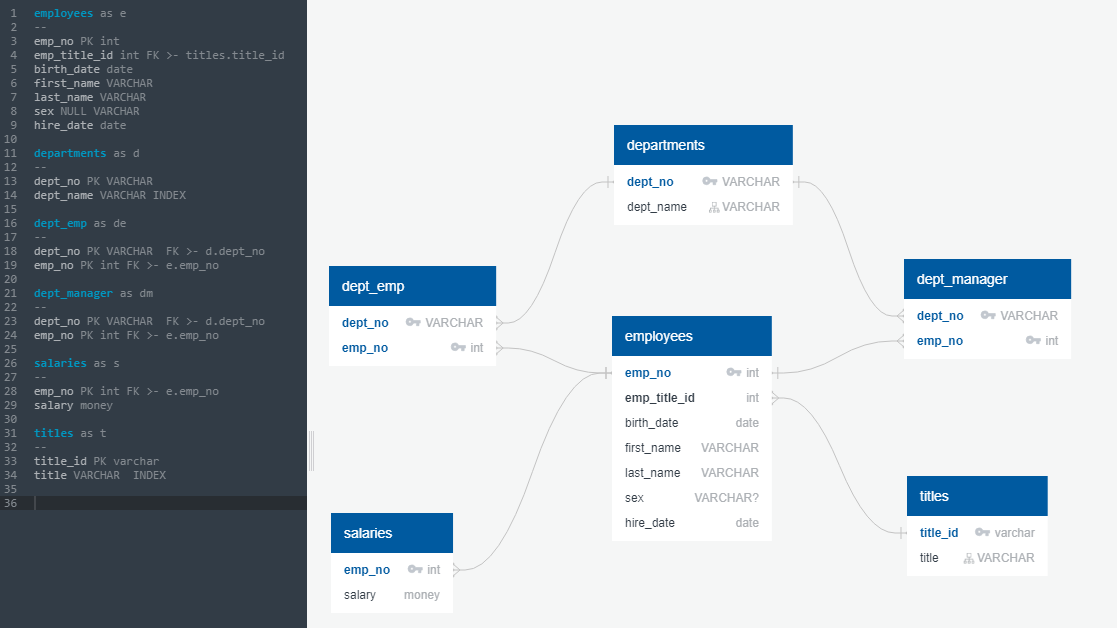 1 employees as e
2 --
3 emp_no PK int
4 emp_title_id int FK >- titles.title_id
5 birth_date date
6 first_name VARCHAR
7 last_name VARCHAR
8 sex NULL VARCHAR
9 hire_date date
10
11 departments as d
12 --
13 dept_no PK VARCHAR
14 dept_name VARCHAR INDEX
15
16 dept_emp as de
17 --
18 dept_no PK VARCHAR  FK >- d.dept_no
19 emp_no PK int FK >- e.emp_no
20
21 dept_manager as dm
22 --
23 dept_no PK VARCHAR  FK >- d.dept_no
24 emp_no PK int FK >- e.emp_no
25
26 salaries as s
27 --
28 emp_no PK int FK >- e.emp_no
29 salary money
30
31 titles as t
32 --
33 title_id PK varchar
34 title VARCHAR  INDEX
35
36
departments
dept_no VARCHAR
dept_name VARCHAR
dept_emp
dept_no VARCHAR
emp_no int
dept_manager
dept_no VARCHAR
emp_no int
employees
emp_no int
emp_title_id int
birth_date date
first_name VARCHAR
last_name VARCHAR
sex VARCHAR?
hire_date date
titles
title_id varchar
title VARCHAR
salaries
emp_no int
salary money